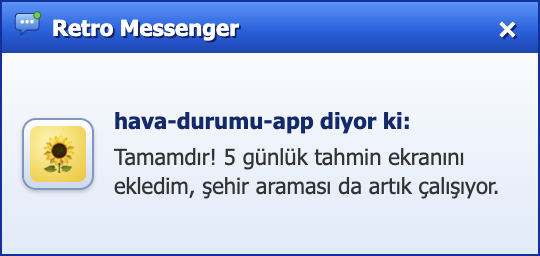 Retro Messenger
hava-durumu-app diyor ki:
Tamamdır! 5 günlük tahmin ekranını
ekledim, şehir araması da artık çalışıyor.